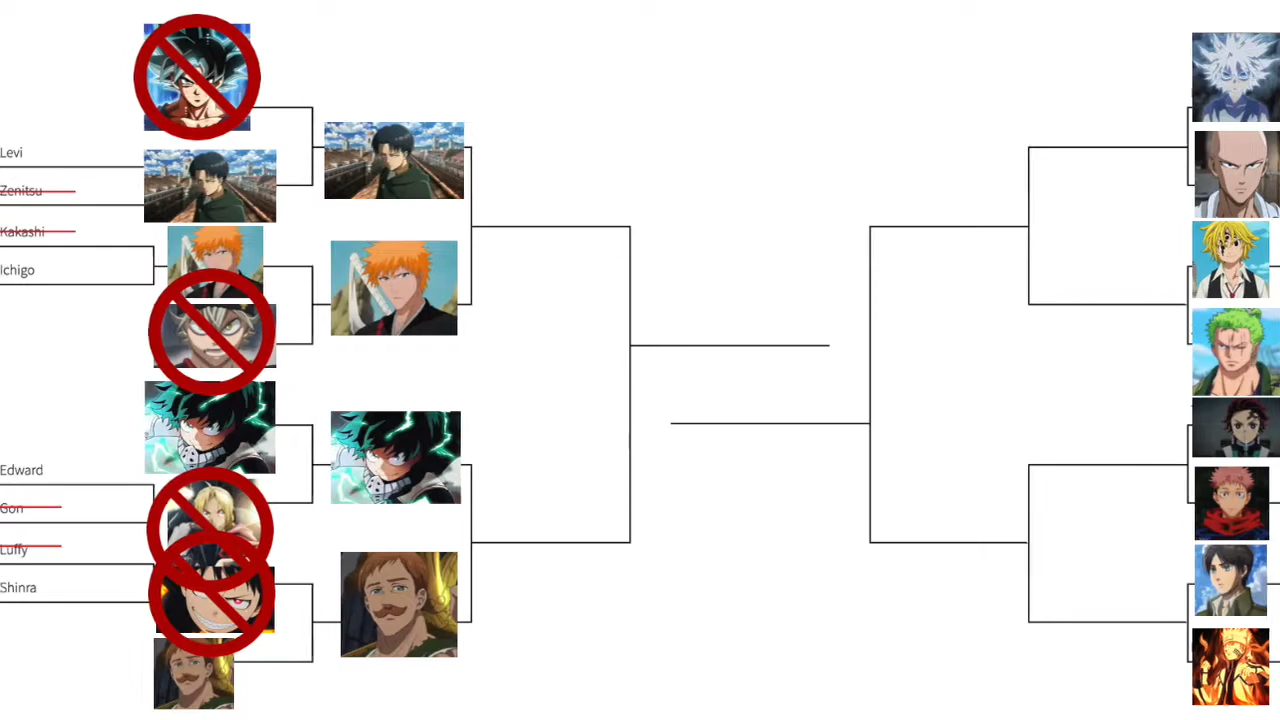 Levi
Zenitsu
Kakashi
Ichigo
Edward
Gon
Luffy
Shinra